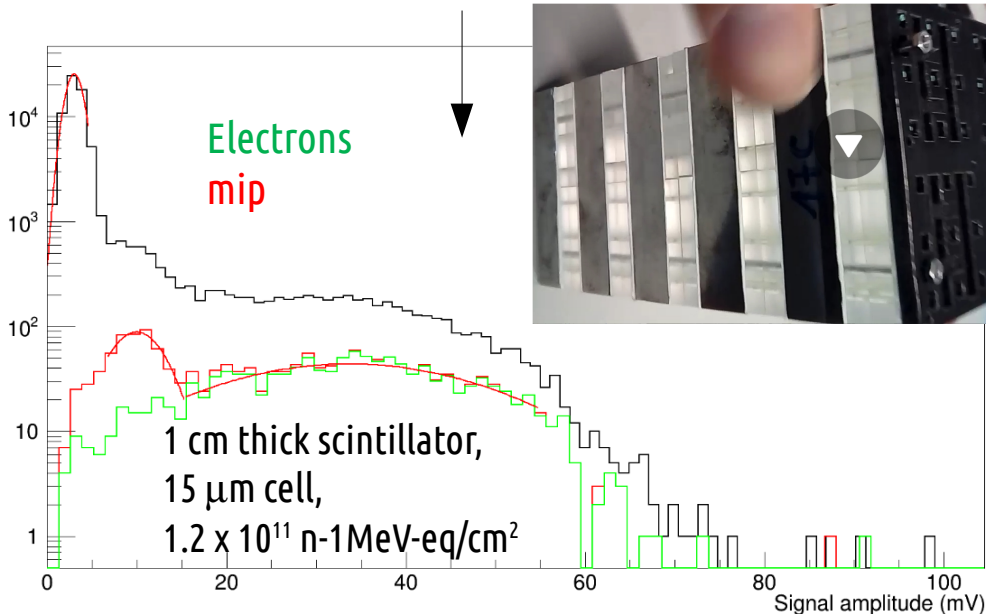 10⁴
10³
10²
10
1
Electrons
mip
17C
1 cm thick scintillator,
15 μm cell,
1.2 x 10¹¹ n-1MeV-eq/cm²
0
20
40
60
80
100
Signal amplitude (mV)